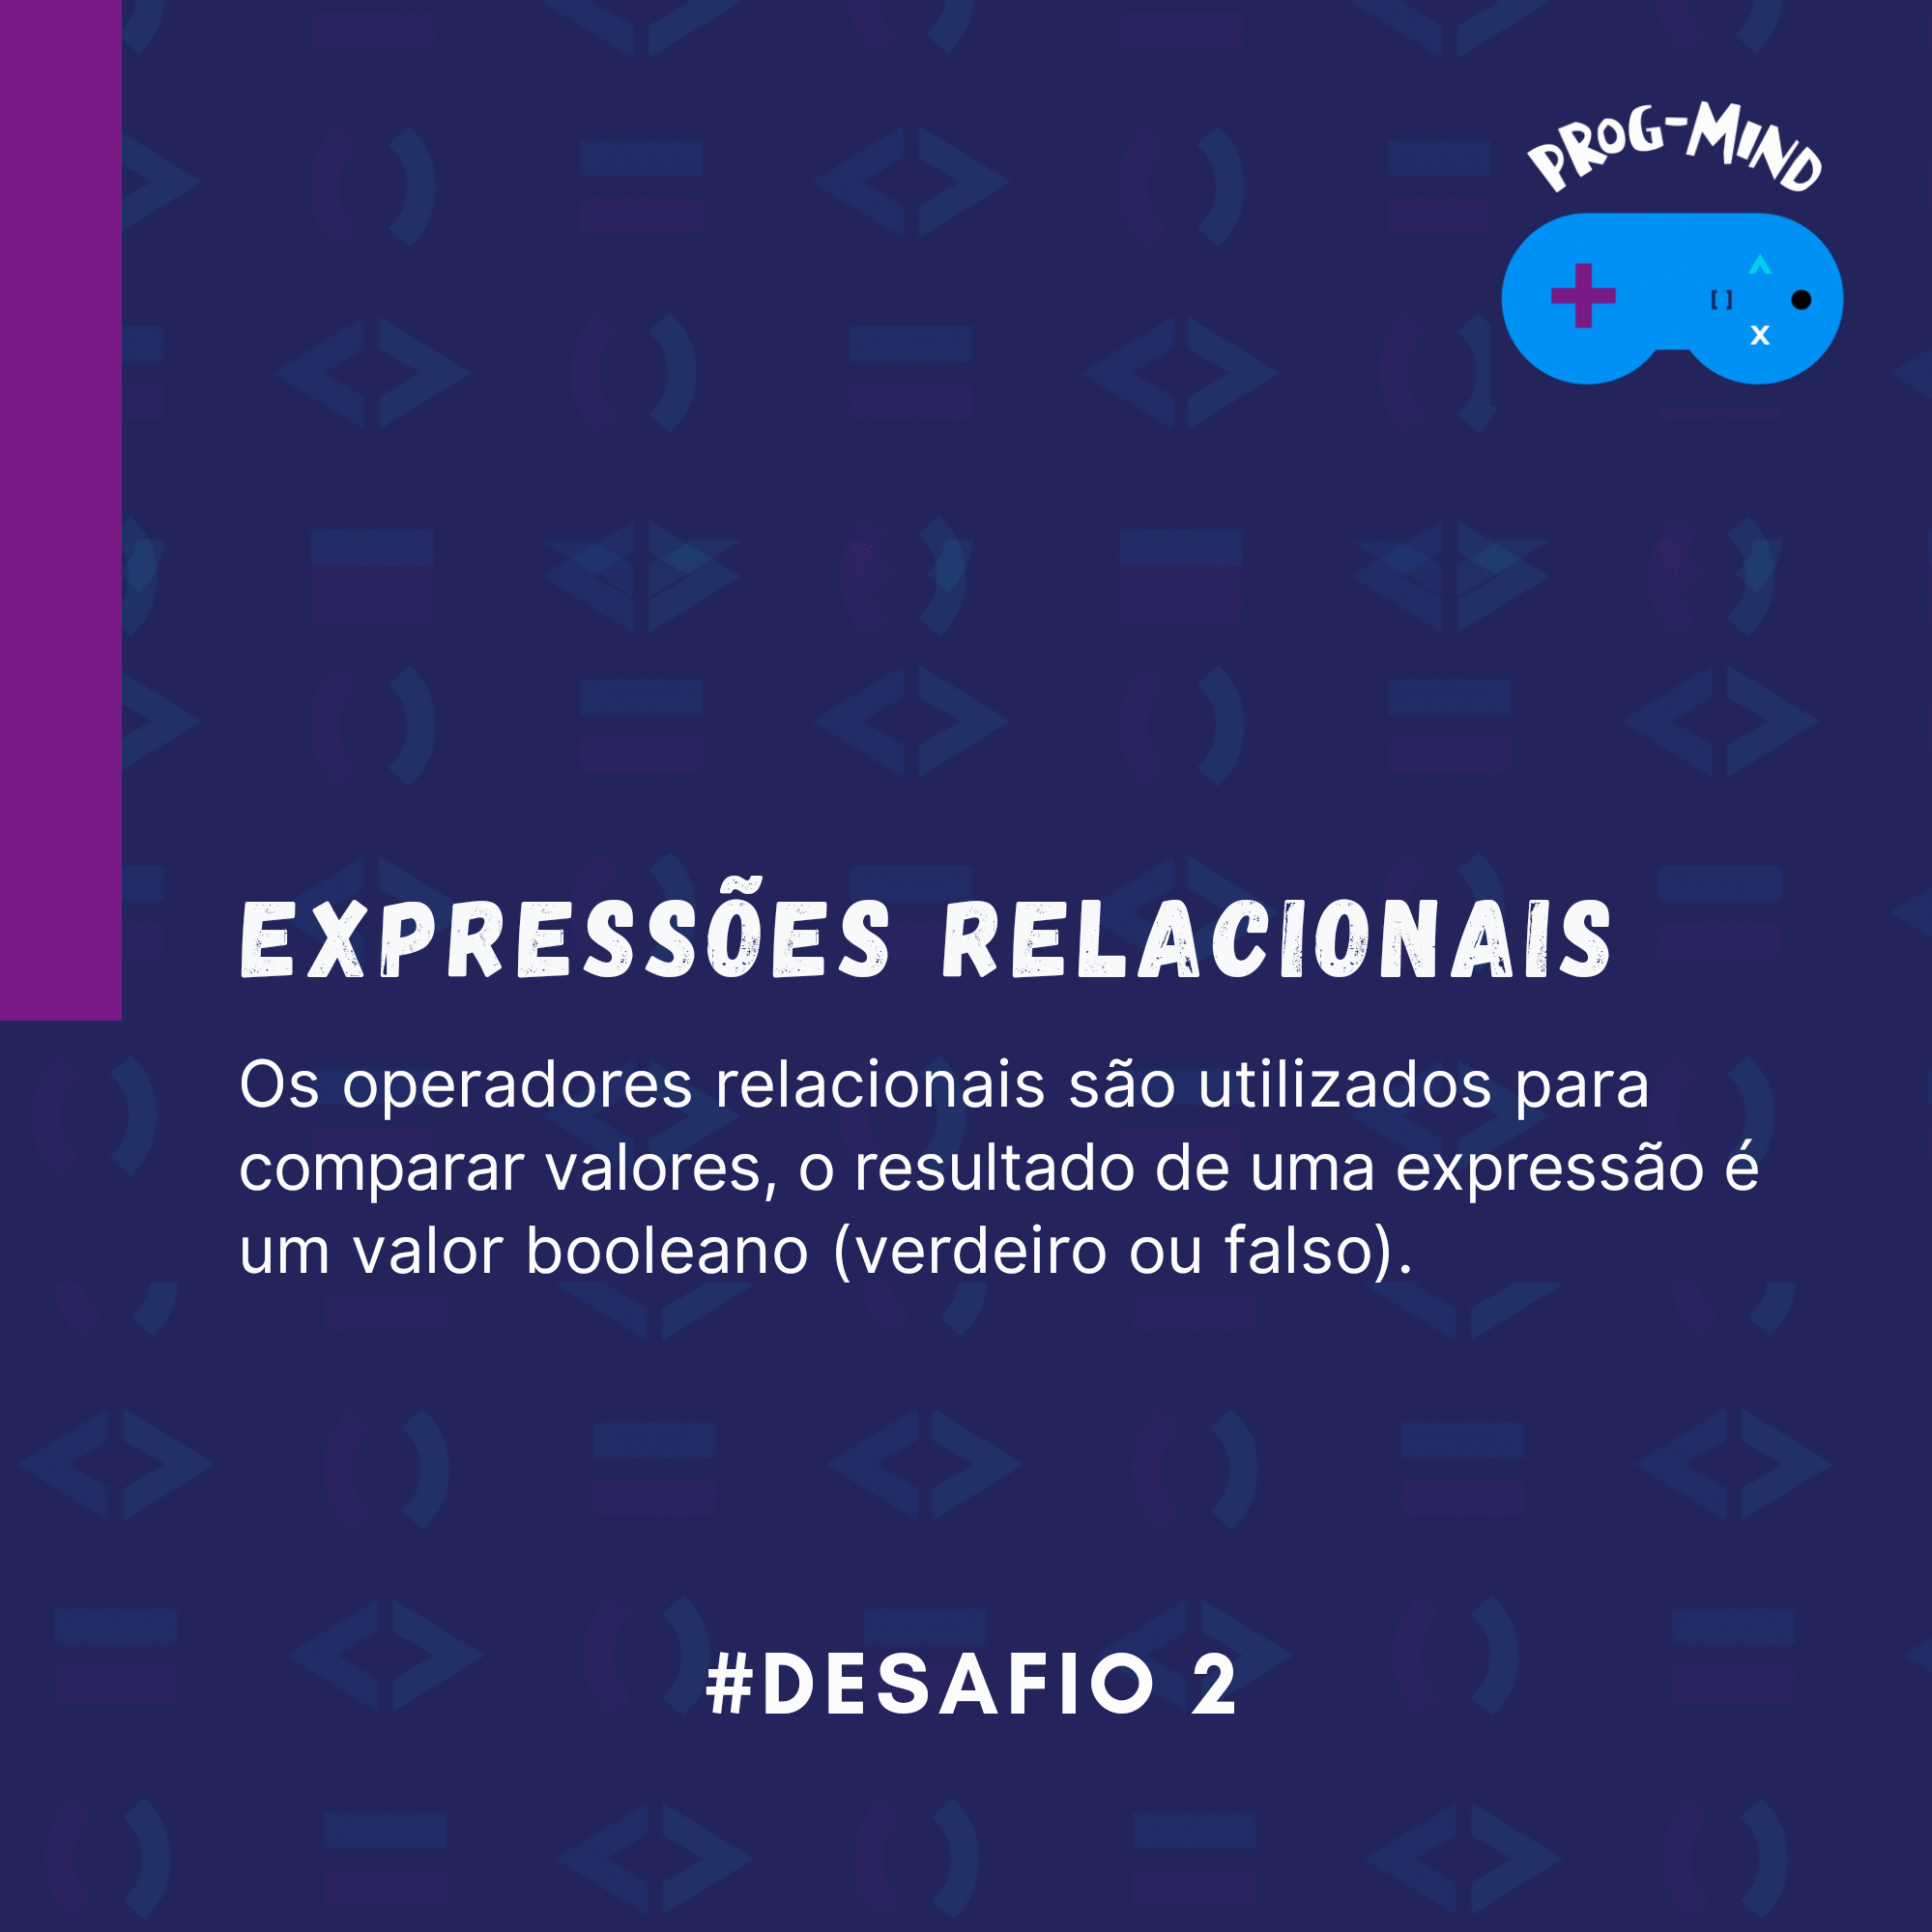 PROG-MIND
^
[ ]
x
EXPRESSÕES RELACIONAIS
Os operadores relacionais são utilizados para
comparar valores, o resultado de uma expressão é
um valor booleano (verdeiro ou falso).
#DESAFIO 2